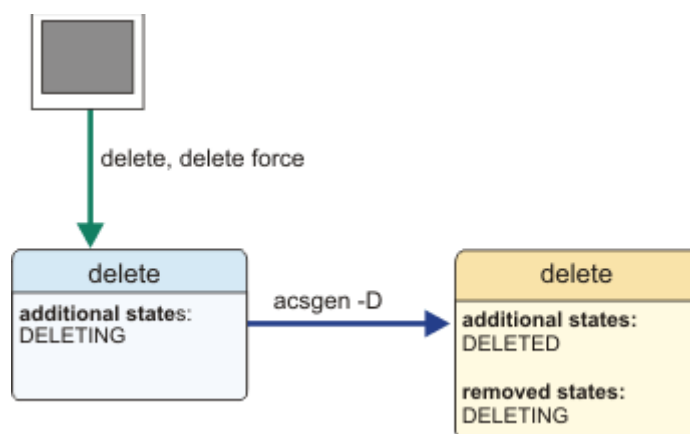 delete, delete force
delete
additional states:
DELETING
acsgen -D
delete
additional states:
DELETED
removed states:
DELETING